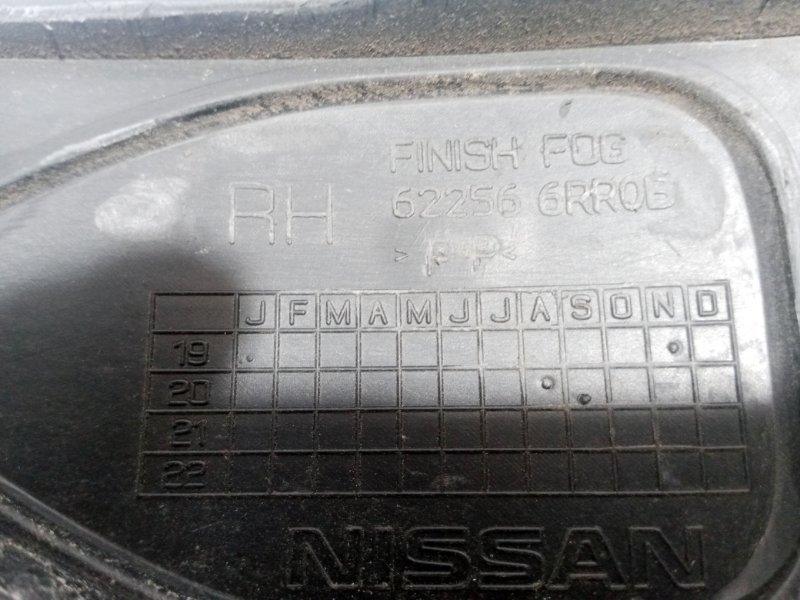 FINISH FOG
RH 62256 6RR0B
>PP<
J F M A M J J A S O N D
19
20
21
22
NISSAN